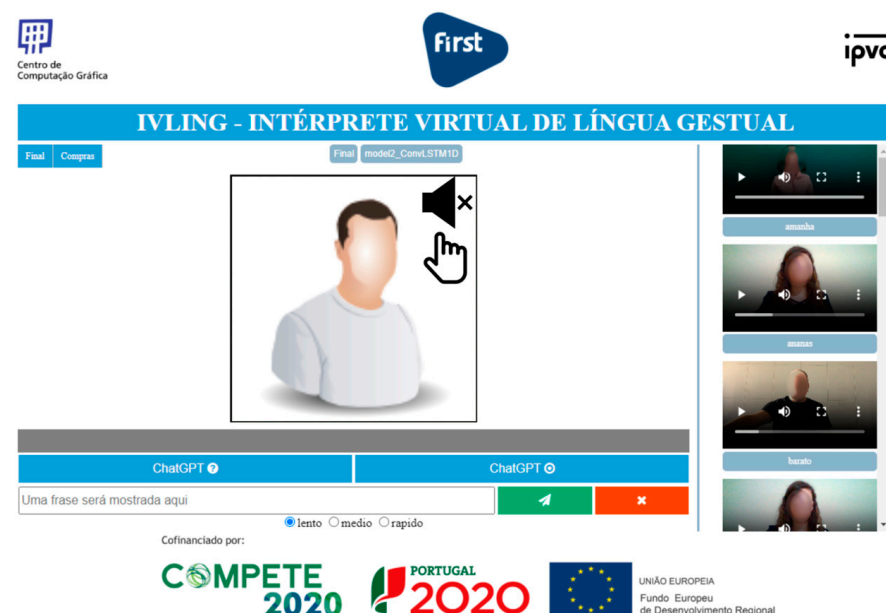 Centro de
Computação Gráfica
First
IVLING - INTÉRPRETE VIRTUAL DE LÍNGUA GESTUAL
Final Compras
Final model2_ConvLSTM1D
amanha
ananas
barato
ChatGPT
ChatGPT
Uma frase será mostrada aqui
lento medio rapido
Cofinanciado por:
COMPETE
2020
PORTUGAL
2020
UNIÃO EUROPEIA
Fundo Europeu
de Desenvolvimento Regional